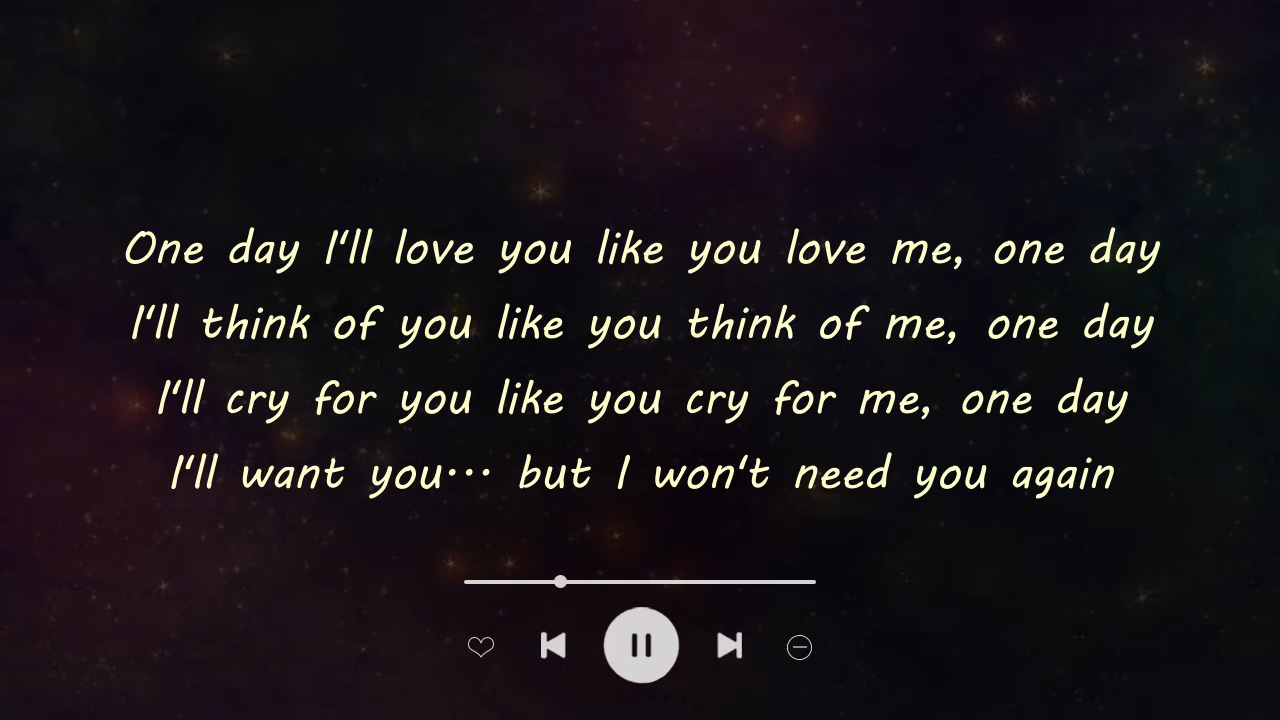 One day I'll love you like you love me, one day
I'll think of you like you think of me, one day
I'll cry for you like you cry for me, one day
I'll want you··· but I won't need you again